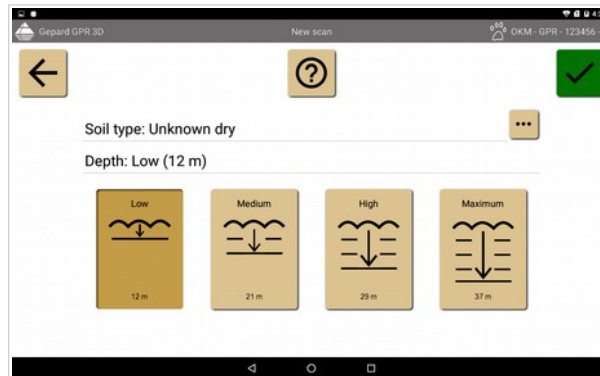 Gepard GPR 3D
New scan
OKM - GPR - 123456 -
?
Soil type: Unknown dry
...
Depth: Low (12 m)
Low
Medium
High
Maximum
12 m
21 m
29 m
37 m